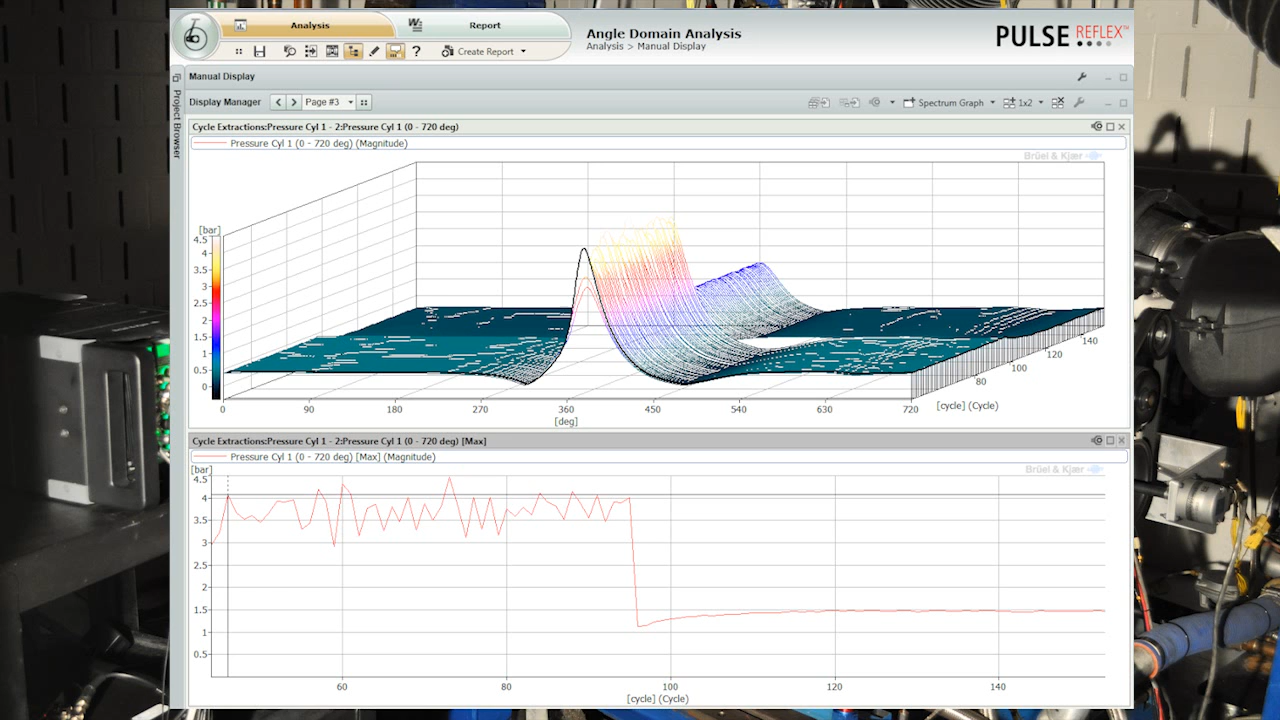 Analysis
Report
Create Report
Angle Domain Analysis
Analysis > Manual Display
PULSE REFLEX™
Project Browser
Manual Display
Display Manager
Page #3
Spectrum Graph
1x2
Cycle Extractions:Pressure Cyl 1 - 2:Pressure Cyl 1 (0 - 720 deg)
Pressure Cyl 1 (0 - 720 deg) (Magnitude)
Brüel & Kjær
[bar]
4.5
4
3.5
3
2.5
2
1.5
1
0.5
0
0 90 180 270 360 450 540 630 720
[deg]
80 100 120 140
[cycle] (Cycle)
Cycle Extractions:Pressure Cyl 1 - 2:Pressure Cyl 1 (0 - 720 deg) [Max]
Pressure Cyl 1 (0 - 720 deg) [Max] (Magnitude)
Brüel & Kjær
[bar]
4.5
4
3.5
3
2.5
2
1.5
1
0.5
60 80 100 120 140
[cycle] (Cycle)